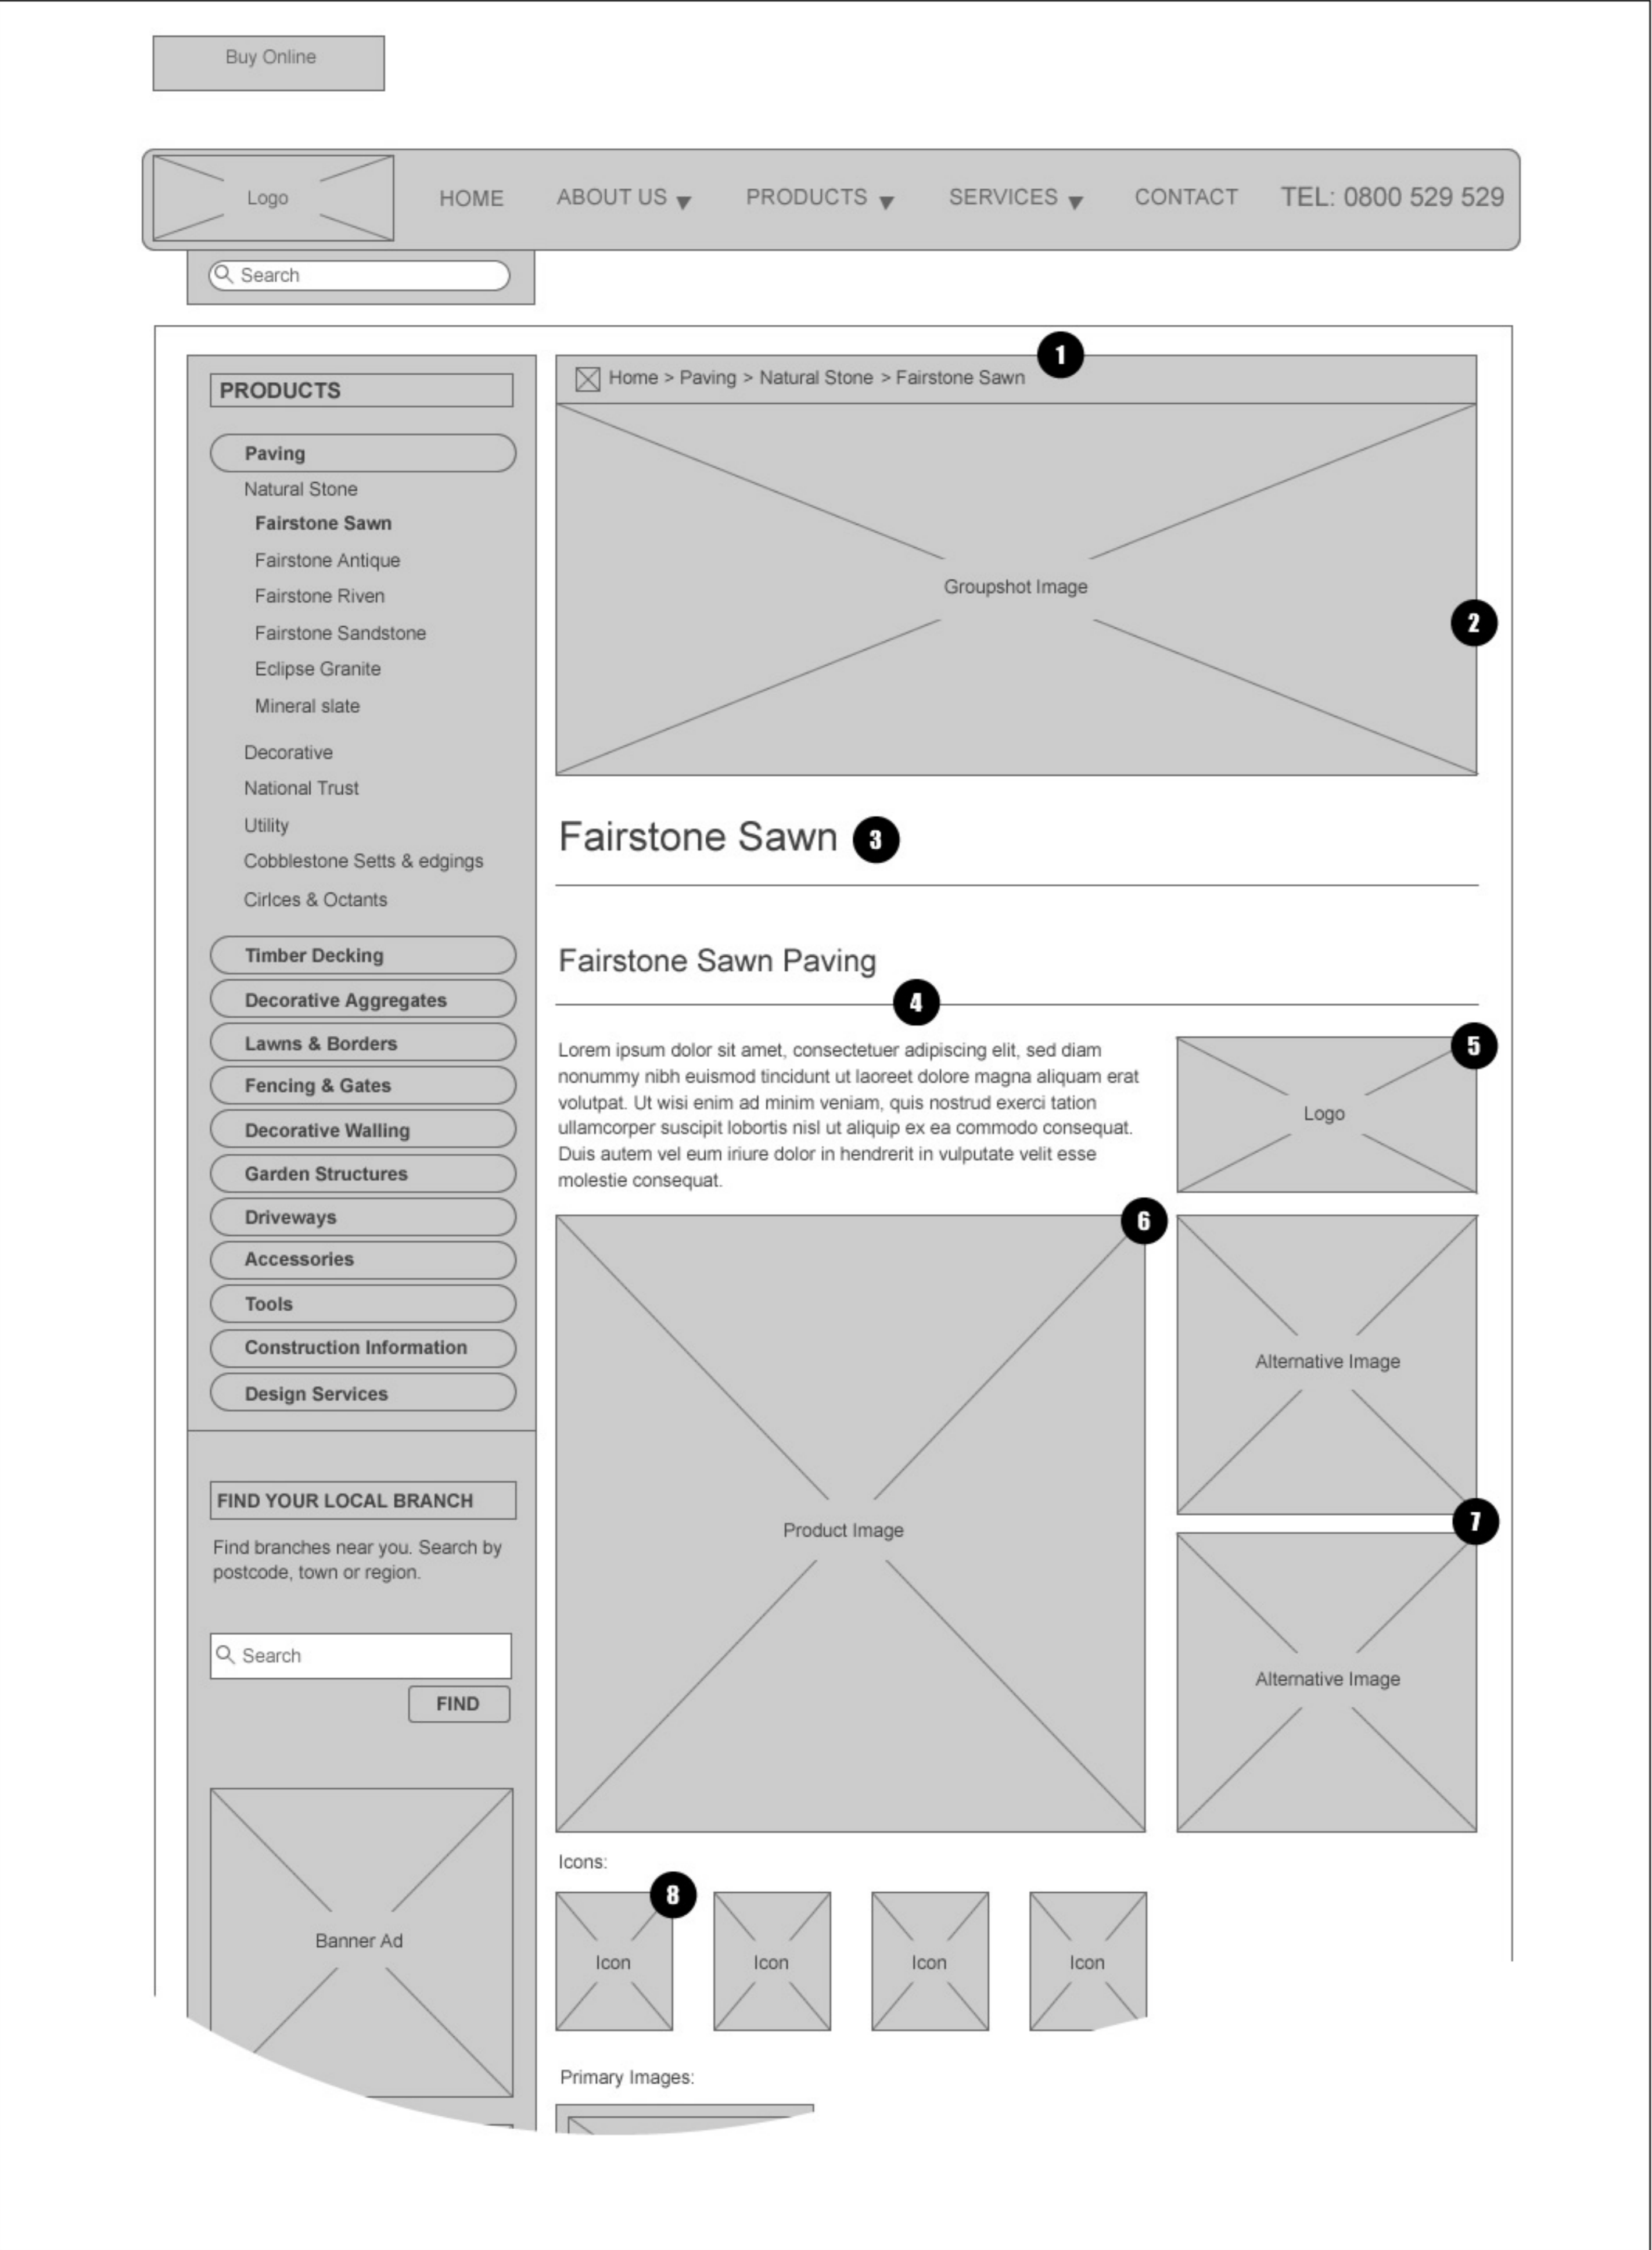 Buy Online
Logo
HOME
ABOUT US
PRODUCTS
SERVICES
CONTACT
TEL: 0800 529 529
Search
PRODUCTS
Paving
Natural Stone
Fairstone Sawn
Fairstone Antique
Fairstone Riven
Fairstone Sandstone
Eclipse Granite
Mineral slate
Decorative
National Trust
Utility
Cobblestone Setts & edgings
Cirlces & Octants
Timber Decking
Decorative Aggregates
Lawns & Borders
Fencing & Gates
Decorative Walling
Garden Structures
Driveways
Accessories
Tools
Construction Information
Design Services
FIND YOUR LOCAL BRANCH
Find branches near you. Search by
postcode, town or region.
Search
FIND
Banner Ad
1
Home > Paving > Natural Stone > Fairstone Sawn
Groupshot Image
2
Fairstone Sawn
3
Fairstone Sawn Paving
4
Lorem ipsum dolor sit amet, consectetuer adipiscing elit, sed diam
nonummy nibh euismod tincidunt ut laoreet dolore magna aliquam erat
volutpat. Ut wisi enim ad minim veniam, quis nostrud exerci tation
ullamcorper suscipit lobortis nisl ut aliquip ex ea commodo consequat.
Duis autem vel eum iriure dolor in hendrerit in vulputate velit esse
molestie consequat.
5
Logo
6
Product Image
Alternative Image
7
Alternative Image
Icons:
8
Icon
Icon
Icon
Icon
Primary Images: